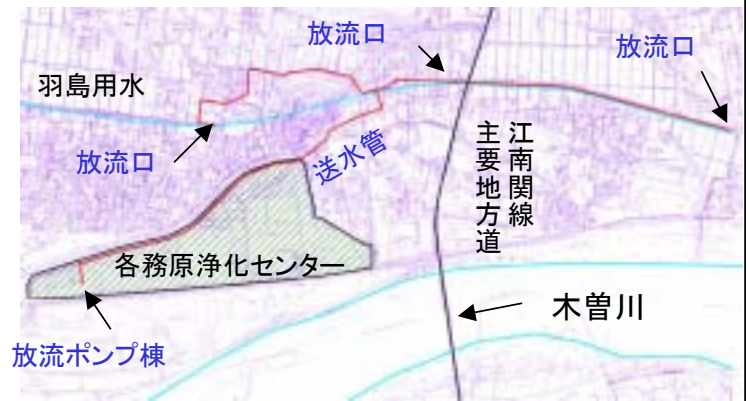 放流口
放流口
羽島用水
放流口
送水管
主要地方道
江南関線
各務原浄化センター
木曽川
放流ポンプ棟